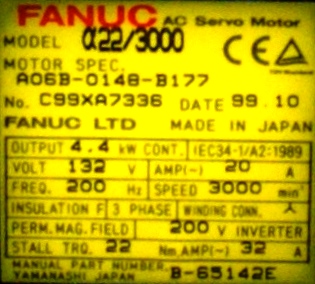 FANUC AC Servo Motor
MODEL α22/3000
MOTOR SPEC.
A06B-0148-B177
No. C99XA7336 DATE 99.10
FANUC LTD MADE IN JAPAN
OUTPUT 4.4 kW CONT. IEC34-1/A2:1989
VOLT 132 V AMP(~) 20 A
FREQ. 200 Hz SPEED 3000 min⁻¹
INSULATION F 3 PHASE WINDING CONN. 人
PERM. MAG. FIELD 200 V INVERTER
STALL TRQ. 22 Nm, AMP(~) 32 A
MANUAL PART NUMBER B-65142E
YAMANASHI JAPAN